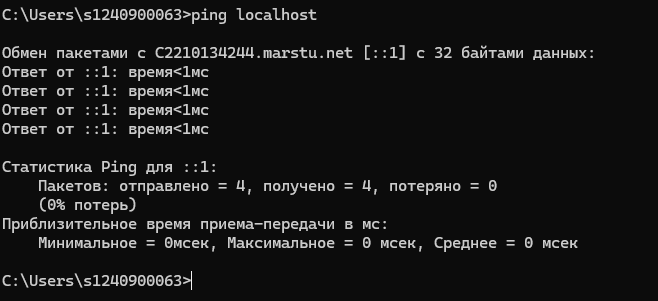 C:\Users\s1240900063>ping localhost
Обмен пакетами с C2210134244.marstu.net [::1] с 32 байтами данных:
Ответ от ::1: время<1мс
Ответ от ::1: время<1мс
Ответ от ::1: время<1мс
Ответ от ::1: время<1мс
Статистика Ping для ::1:
    Пакетов: отправлено = 4, получено = 4, потеряно = 0
    (0% потерь)
Приблизительное время приема-передачи в мс:
    Минимальное = 0мсек, Максимальное = 0 мсек, Среднее = 0 мсек
C:\Users\s1240900063>